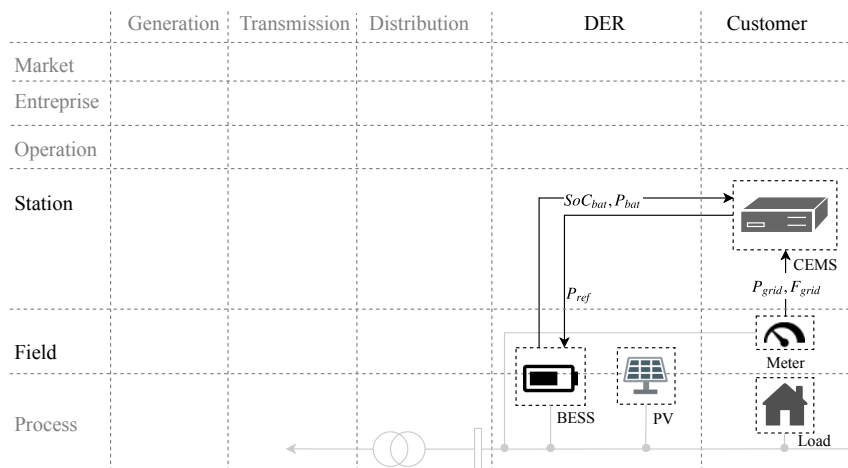 Generation Transmission Distribution DER Customer
Market
Entreprise
Operation
Station
SoC_bat, P_bat
CEMS
P_ref
P_grid, F_grid
Field
Meter
Process
BESS
PV
Load